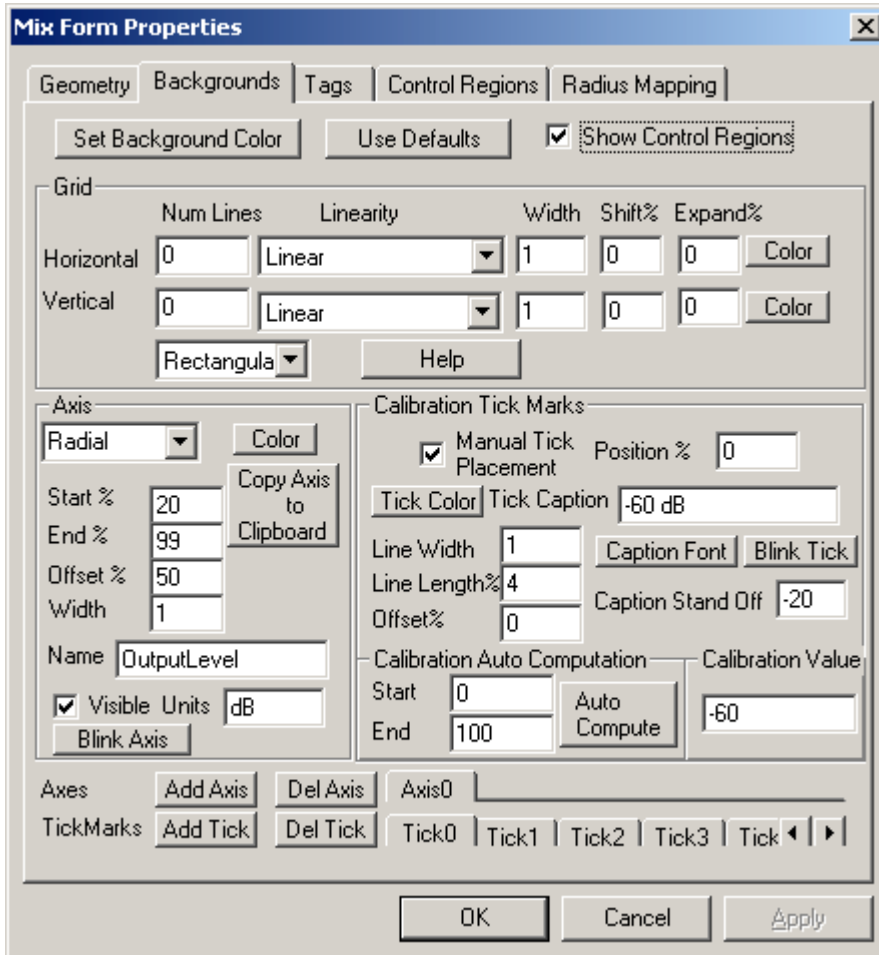 Mix Form Properties
Geometry Backgrounds Tags Control Regions Radius Mapping
Set Background Color Use Defaults Show Control Regions
Grid
Num Lines Linearity Width Shift% Expand%
Horizontal 0 Linear 1 0 0 Color
Vertical 0 Linear 1 0 0 Color
Rectangula Help
Axis
Radial Color
Copy Axis
to
Clipboard
Start % 20
End % 99
Offset % 50
Width 1
Name OutputLevel
Visible Units dB
Blink Axis
Calibration Tick Marks
Manual Tick
Placement
Position % 0
Tick Color Tick Caption -60 dB
Line Width 1 Caption Font Blink Tick
Line Length% 4
Caption Stand Off -20
Offset% 0
Calibration Auto Computation
Start 0
End 100
Auto
Compute
Calibration Value
-60
Axes Add Axis Del Axis Axis0
TickMarks Add Tick Del Tick Tick0 Tick1 Tick2 Tick3 Tick
OK Cancel Apply